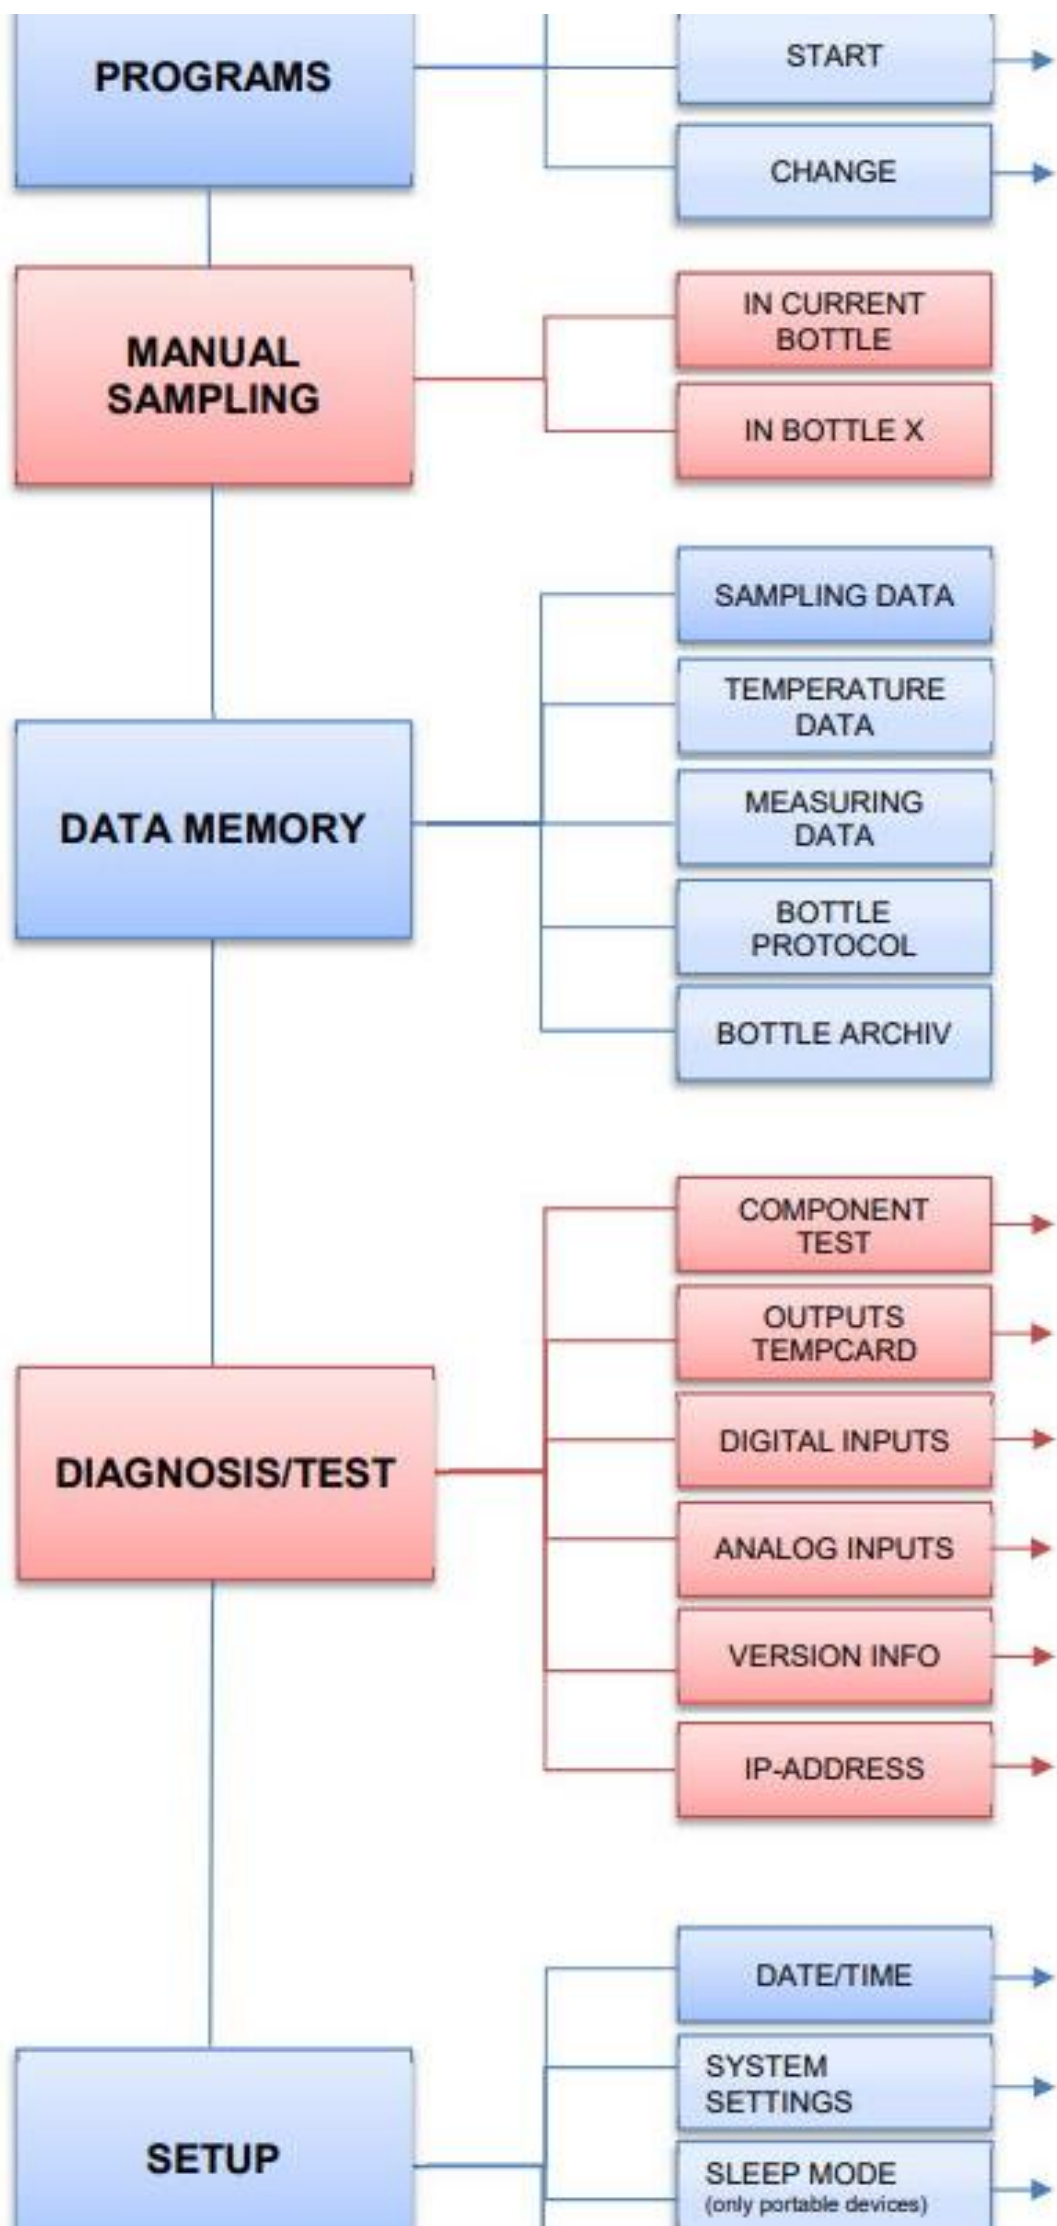 PROGRAMS
START
CHANGE
MANUAL
SAMPLING
IN CURRENT
BOTTLE
IN BOTTLE X
DATA MEMORY
SAMPLING DATA
TEMPERATURE
DATA
MEASURING
DATA
BOTTLE
PROTOCOL
BOTTLE ARCHIV
DIAGNOSIS/TEST
COMPONENT
TEST
OUTPUTS
TEMPCARD
DIGITAL INPUTS
ANALOG INPUTS
VERSION INFO
IP-ADDRESS
SETUP
DATE/TIME
SYSTEM
SETTINGS
SLEEP MODE
(only portable devices)